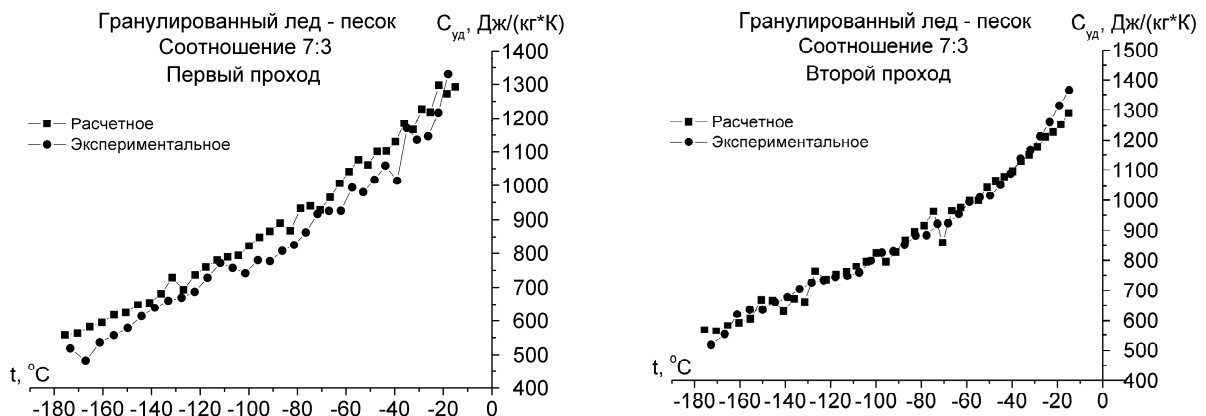 Гранулированный лед - песок
Соотношение 7:3
Первый проход
Cуд, Дж/(кг*К)
1400
1300
1200
1100
1000
900
800
700
600
500
400
Расчетное
Экспериментальное
t, °C
-180 -160 -140 -120 -100 -80 -60 -40 -20 0
Гранулированный лед - песок
Соотношение 7:3
Второй проход
Cуд, Дж/(кг*К)
1500
1400
1300
1200
1100
1000
900
800
700
600
500
400
Расчетное
Экспериментальное
t, °C
-180 -160 -140 -120 -100 -80 -60 -40 -20 0